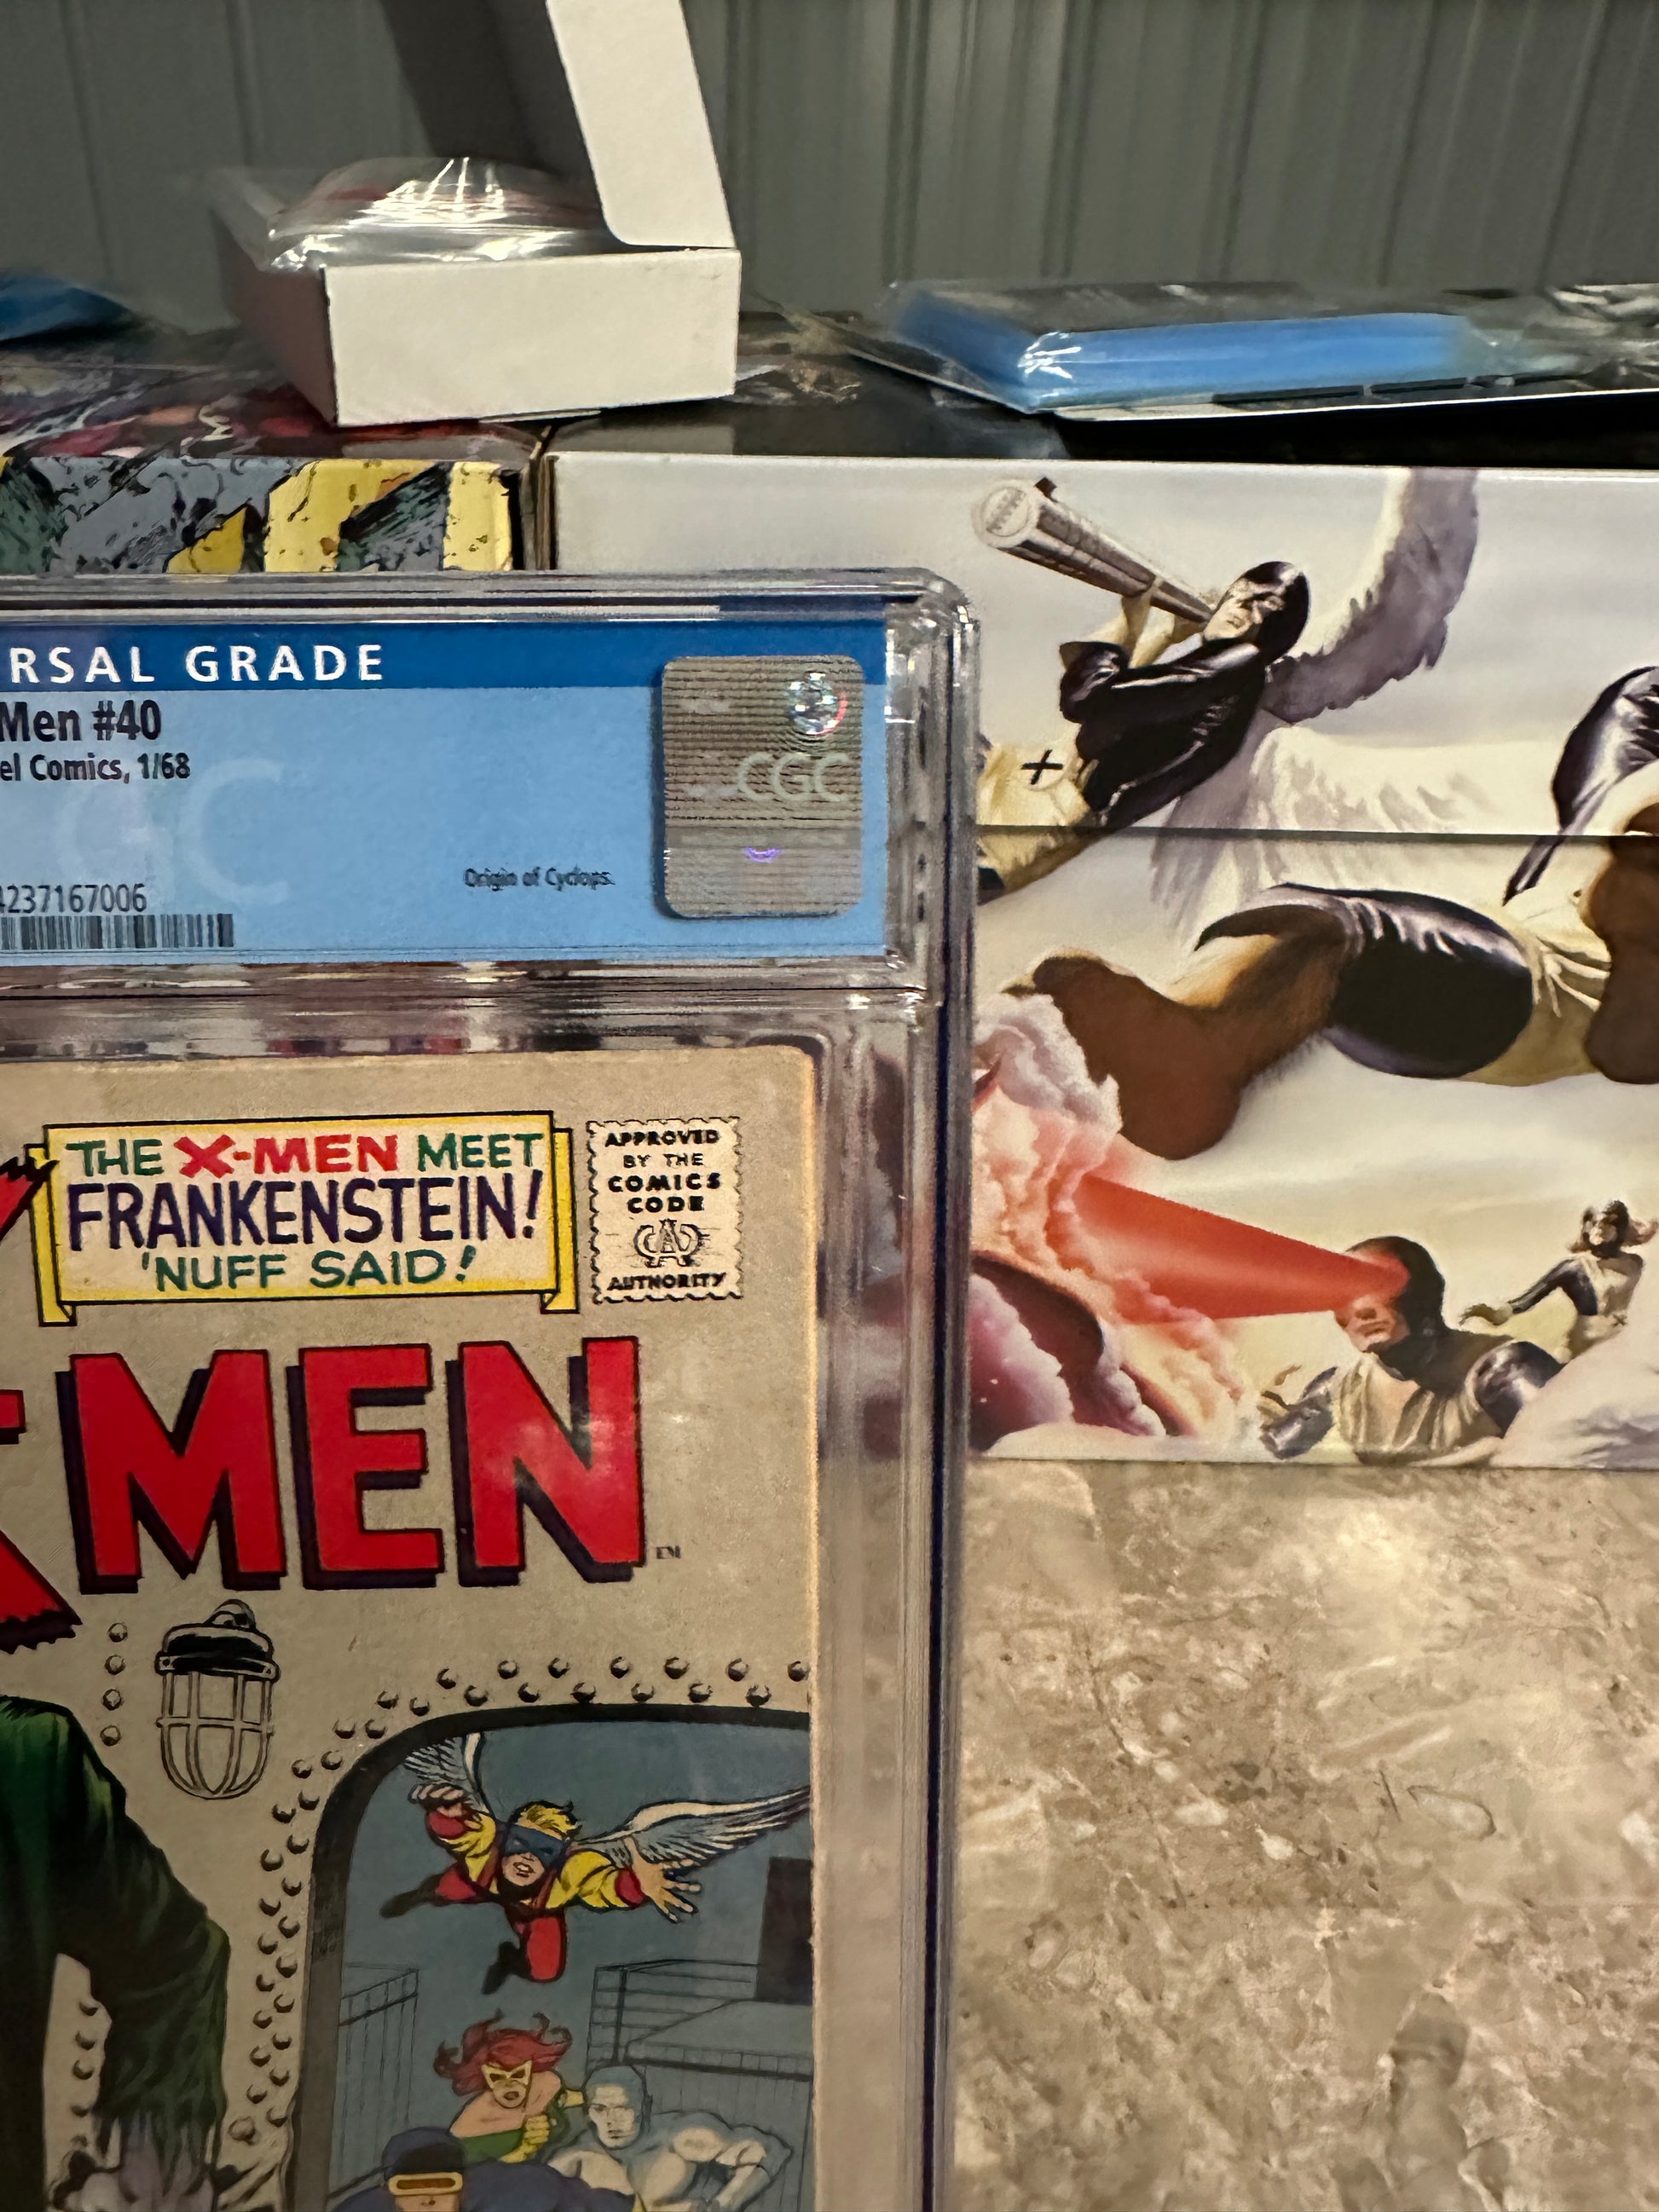 RSAL GRADE
Men #40
el Comics, 1/68
CGC
4237167006
Origin of Cyclops.
CGC
THE X-MEN MEET
FRANKENSTEIN!
'NUFF SAID!
APPROVED
BY THE
COMICS
CODE
CA
AUTHORITY
MEN
TM